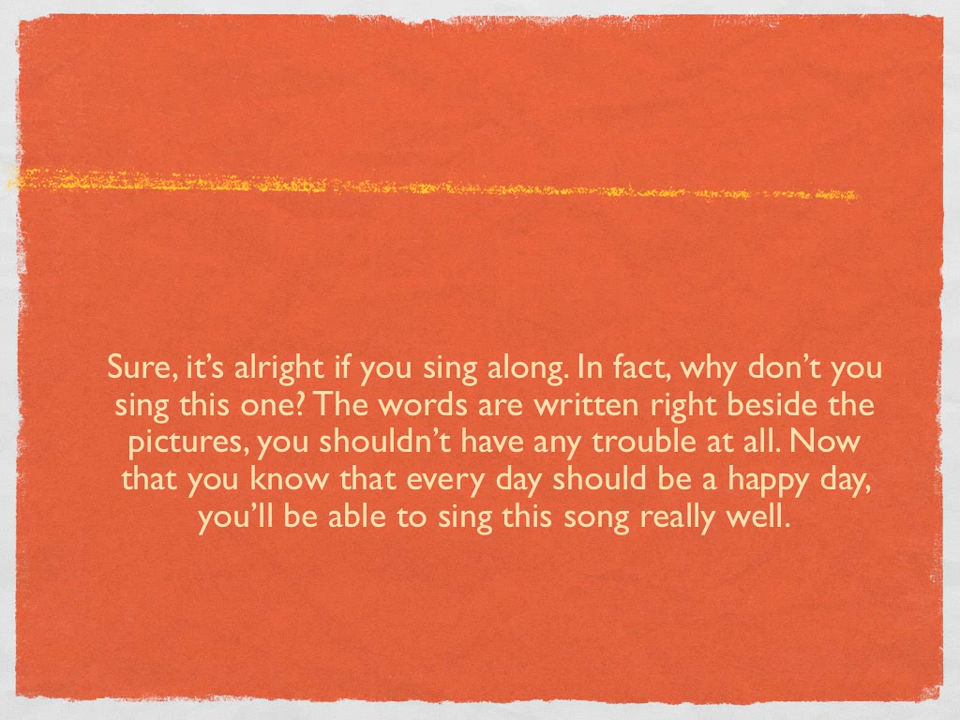 Sure, it’s alright if you sing along. In fact, why don’t you
sing this one? The words are written right beside the
pictures, you shouldn’t have any trouble at all. Now
that you know that every day should be a happy day,
you’ll be able to sing this song really well.